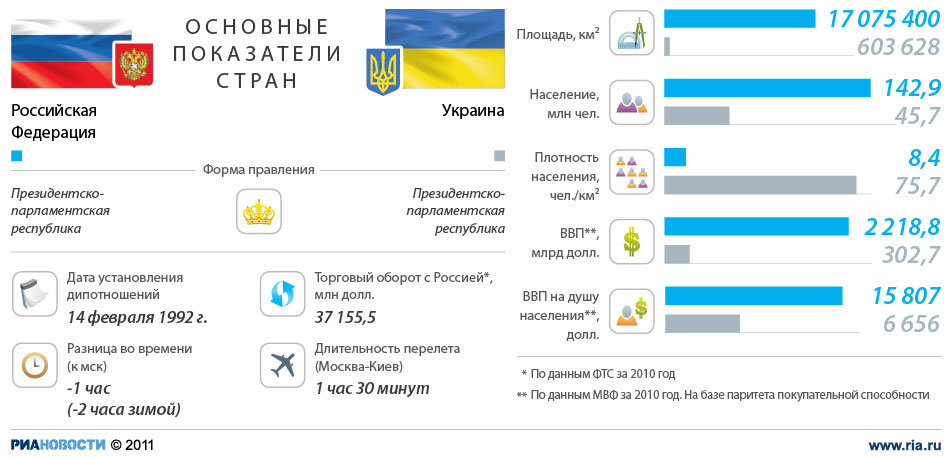 ОСНОВНЫЕ
ПОКАЗАТЕЛИ
СТРАН
Российская
Федерация
Украина
Форма правления
Президентско-
парламентская
республика
Президентско-
парламентская
республика
Дата установления
дипотношений
14 февраля 1992 г.
Торговый оборот с Россией*,
млн долл.
37 155,5
Разница во времени
(к мск)
-1 час
(-2 часа зимой)
Длительность перелета
(Москва-Киев)
1 час 30 минут
Площадь, км²
17 075 400
603 628
Население,
млн чел.
142,9
45,7
Плотность
населения,
чел./км²
8,4
75,7
ВВП**,
млрд долл.
2 218,8
302,7
ВВП на душу
населения**,
долл.
15 807
6 656
* По данным ФТС за 2010 год
** По данным МВФ за 2010 год. На базе паритета покупательной способности
РИАНОВОСТИ © 2011
www.ria.ru